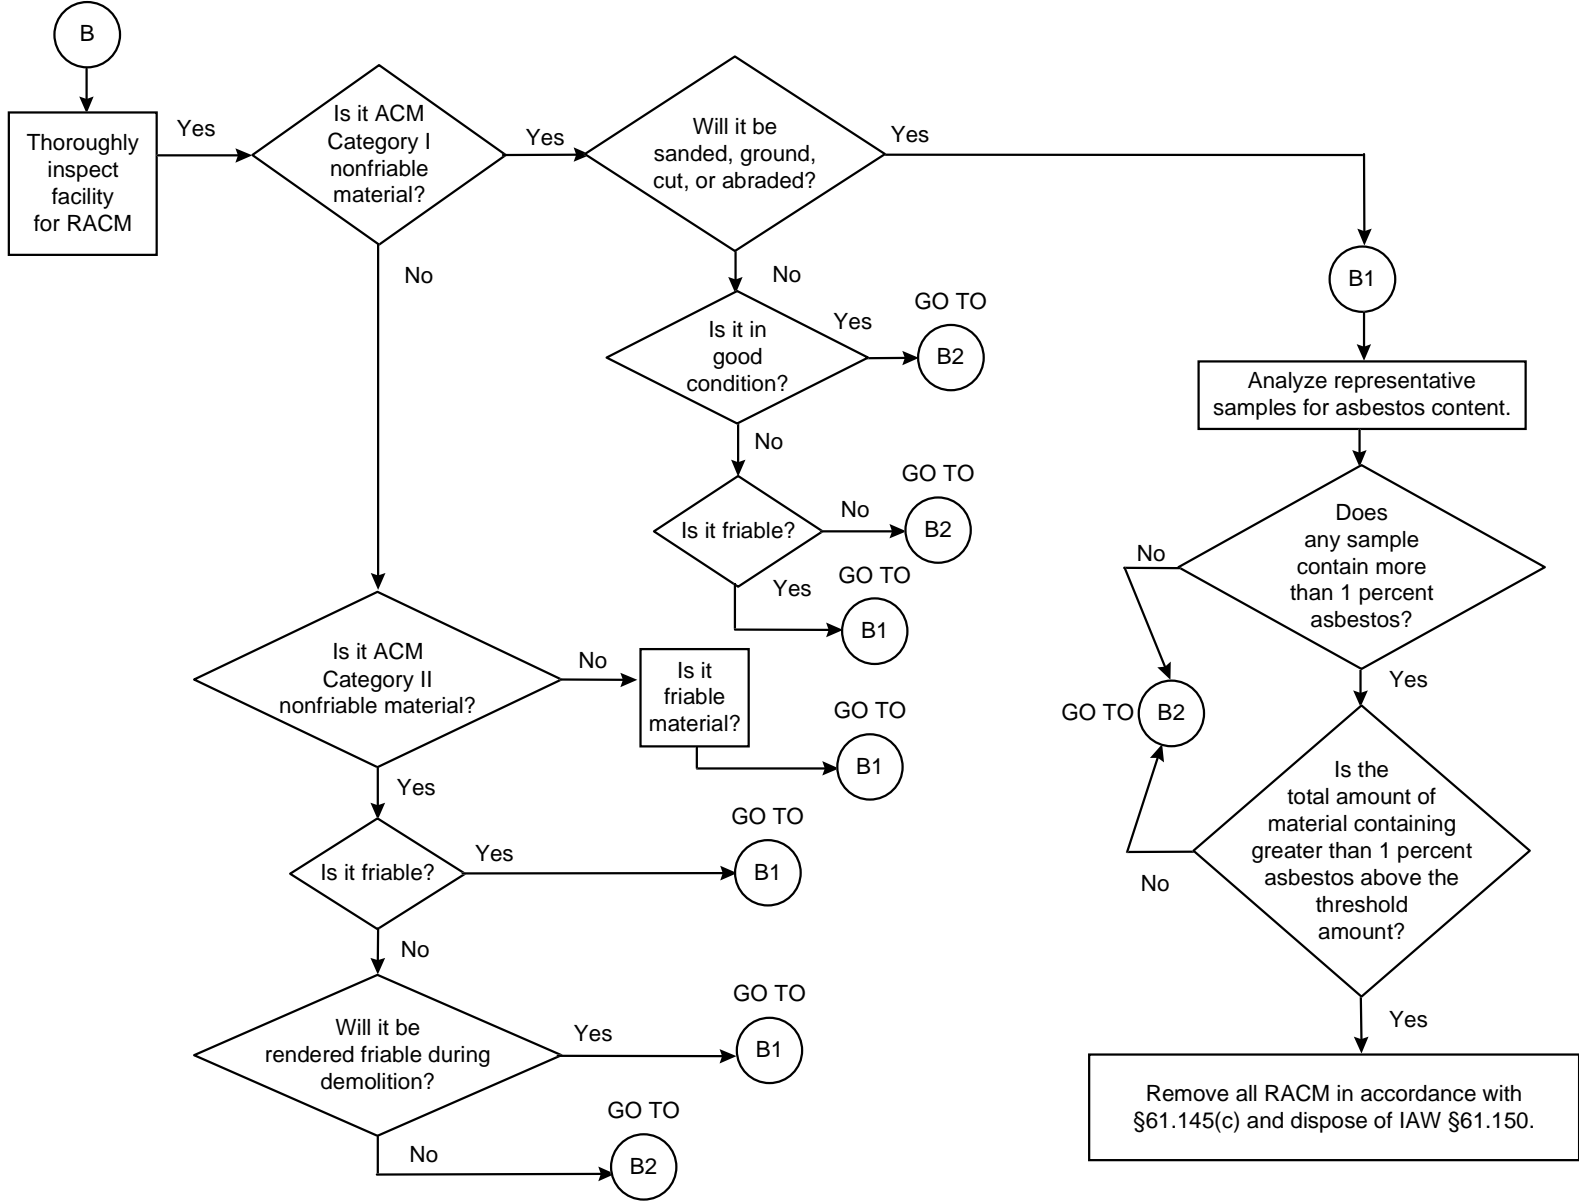 B
Thoroughly
inspect
facility
for RACM
Yes
Is it ACM
Category I
nonfriable
material?
Yes
No
Will it be
sanded, ground,
cut, or abraded?
Yes
No
Is it in
good
condition?
Yes
GO TO
B2
No
Is it friable?
No
GO TO
B2
Yes
GO TO
B1
Is it ACM
Category II
nonfriable material?
No
Is it
friable
material?
GO TO
B1
Yes
Is it friable?
Yes
GO TO
B1
No
Will it be
rendered friable during
demolition?
Yes
GO TO
B1
No
GO TO
B2
B1
Analyze representative
samples for asbestos content.
Does
any sample
contain more
than 1 percent
asbestos?
No
Yes
GO TO
B2
Is the
total amount of
material containing
greater than 1 percent
asbestos above the
threshold
amount?
No
Yes
Remove all RACM in accordance with
§61.145(c) and dispose of IAW §61.150.